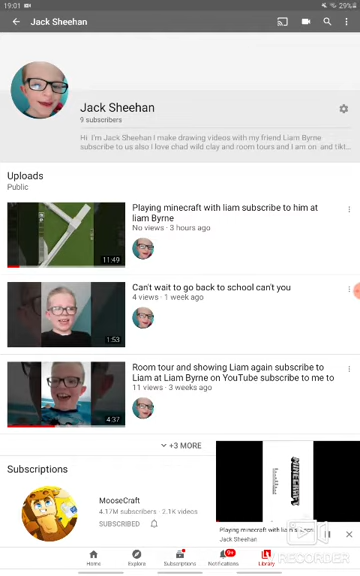 19:01 29%
Jack Sheehan
Jack Sheehan
9 subscribers
Hi I'm Jack Sheehan I make drawing videos with my friend Liam Byrne
subscribe to us also I love chad wild clay and room tours and I am on and tikt...
Uploads
Public
Playing minecraft with liam subscribe to him at
liam Byrne
No views • 3 hours ago
11:49
Can't wait to go back to school can't you
4 views • 1 week ago
1:53
Room tour and showing Liam again subscribe to
Liam at Liam Byrne on YouTube subscribe to me to
11 views • 3 weeks ago
4:37
+3 MORE
Subscriptions
MooseCraft
4.17M subscribers • 2.1K videos
SUBSCRIBED
MINECRAFT
Playing minecraft with liam s
Jack Sheehan
RECORDER
Home
Explore
Subscriptions
9+
Notifications
Library